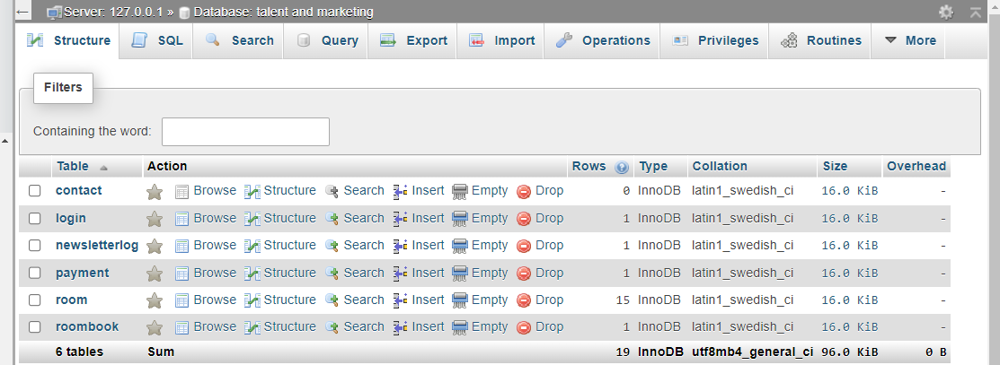 Server: 127.0.0.1 » Database: talent and marketing
Structure SQL Search Query Export Import Operations Privileges Routines More
Filters
Containing the word:
Table Action Rows Type Collation Size Overhead
contact Browse Structure Search Insert Empty Drop 0 InnoDB latin1_swedish_ci 16.0 KiB -
login Browse Structure Search Insert Empty Drop 1 InnoDB latin1_swedish_ci 16.0 KiB -
newsletterlog Browse Structure Search Insert Empty Drop 1 InnoDB latin1_swedish_ci 16.0 KiB -
payment Browse Structure Search Insert Empty Drop 1 InnoDB latin1_swedish_ci 16.0 KiB -
room Browse Structure Search Insert Empty Drop 15 InnoDB latin1_swedish_ci 16.0 KiB -
roombook Browse Structure Search Insert Empty Drop 1 InnoDB latin1_swedish_ci 16.0 KiB -
6 tables Sum 19 InnoDB utf8mb4_general_ci 96.0 KiB 0 B